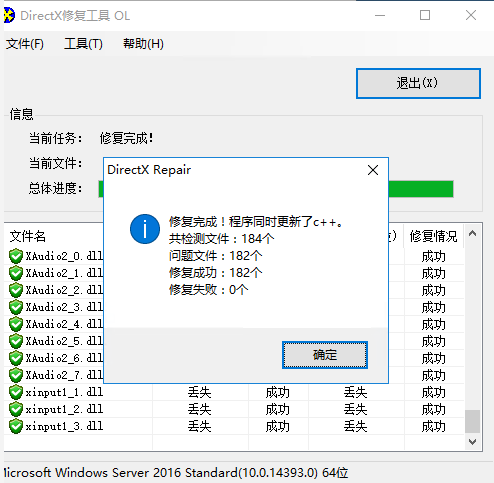 DirectX修复工具 OL
文件(F) 工具(T) 帮助(H)
退出(X)
信息
当前任务： 修复完成!
当前文件：
总体进度：
DirectX Repair
修复完成！程序同时更新了c++。
共检测文件：184个
问题文件：182个
修复成功：182个
修复失败：0个
确定
文件名 位) 修复情况
XAudio2_0.dll 成功
XAudio2_1.dll 成功
XAudio2_2.dll 成功
XAudio2_3.dll 成功
XAudio2_4.dll 成功
XAudio2_5.dll 成功
XAudio2_6.dll 成功
XAudio2_7.dll 成功
xinput1_1.dll 丢失 成功 丢失 成功
xinput1_2.dll 丢失 成功 丢失 成功
xinput1_3.dll 丢失 成功 丢失 成功
Microsoft Windows Server 2016 Standard(10.0.14393.0) 64位